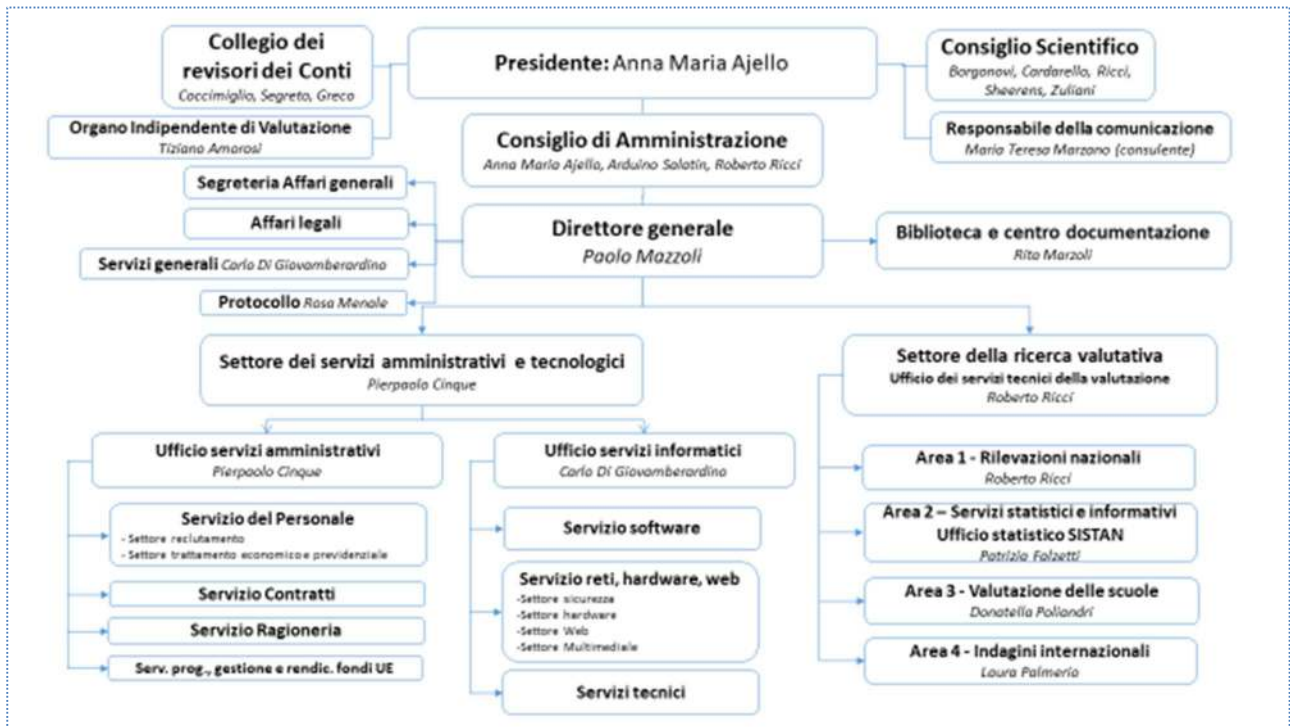 Collegio dei
revisori dei Conti
Coccimiglio, Segreto, Greco
Presidente: Anna Maria Ajello
Consiglio Scientifico
Borgonovi, Cardarello, Ricci,
Sheerens, Zuliani
Organo Indipendente di Valutazione
Tiziano Amorosi
Consiglio di Amministrazione
Anna Maria Ajello, Arduino Salatin, Roberto Ricci
Responsabile della comunicazione
Maria Teresa Marzano (consulente)
Segreteria Affari generali
Affari legali
Servizi generali Carlo Di Giovamberardino
Protocollo Rosa Menale
Direttore generale
Paolo Mazzoli
Biblioteca e centro documentazione
Rita Marzoli
Settore dei servizi amministrativi e tecnologici
Pierpaolo Cinque
Settore della ricerca valutativa
Ufficio dei servizi tecnici della valutazione
Roberto Ricci
Ufficio servizi amministrativi
Pierpaolo Cinque
Servizio del Personale
- Settore reclutamento
- Settore trattamento economico e previdenziale
Servizio Contratti
Servizio Ragioneria
Serv. prog., gestione e rendic. fondi UE
Ufficio servizi informatici
Carlo Di Giovamberardino
Servizio software
Servizio reti, hardware, web
-Settore sicurezza
-Settore hardware
-Settore Web
-Settore Multimediale
Servizi tecnici
Area 1 - Rilevazioni nazionali
Roberto Ricci
Area 2 – Servizi statistici e informativi
Ufficio statistico SISTAN
Patrizia Falzetti
Area 3 - Valutazione delle scuole
Donatella Poliandri
Area 4 - Indagini internazionali
Laura Palmerio